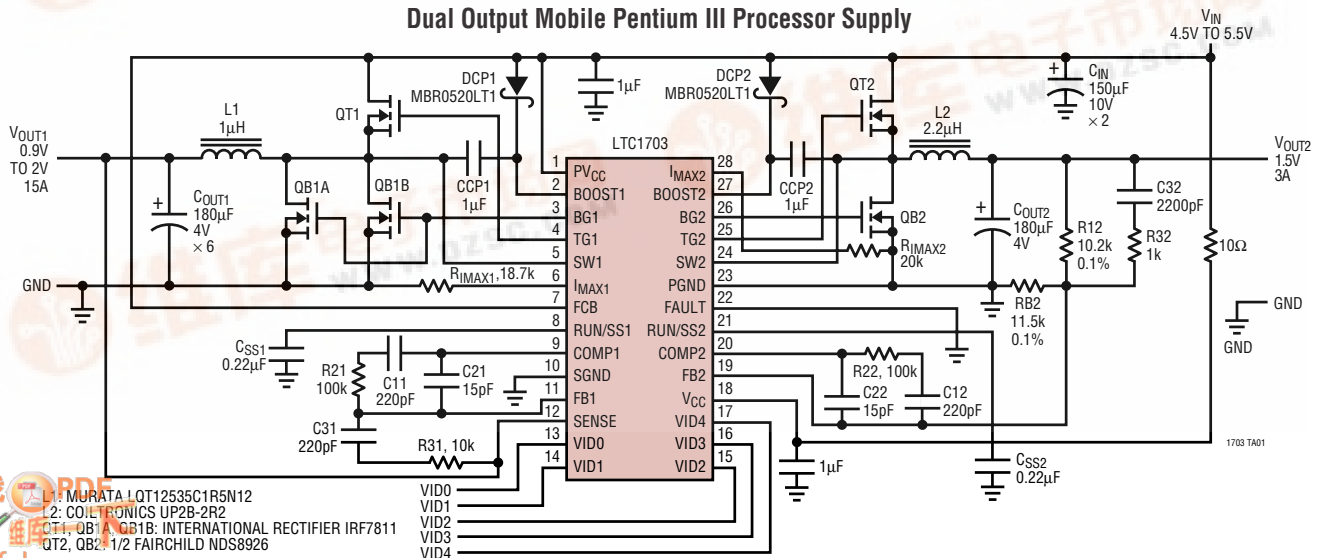 Dual Output Mobile Pentium III Processor Supply
VIN
4.5V TO 5.5V
DCP1
MBR0520LT1
1µF
DCP2
MBR0520LT1
CIN
150µF
10V
× 2
+
QT1
QT2
L1
1µH
L2
2.2µH
VOUT1
0.9V
TO 2V
15A
VOUT2
1.5V
3A
LTC1703
CCP1
1µF
CCP2
1µF
QB1A
QB1B
QB2
+
COUT1
180µF
4V
× 6
+
COUT2
180µF
4V
C32
2200pF
R12
10.2k
0.1%
R32
1k
10Ω
RIMAX1,18.7k
RIMAX2
20k
RB2
11.5k
0.1%
GND
GND
GND
1 PVCC IMAX2 28
2 BOOST1 BOOST2 27
3 BG1 BG2 26
4 TG1 TG2 25
5 SW1 SW2 24
6 IMAX1 PGND 23
7 FCB FAULT 22
8 RUN/SS1 RUN/SS2 21
9 COMP1 COMP2 20
10 SGND FB2 19
11 FB1 VCC 18
12 SENSE VID4 17
13 VID0 VID3 16
14 VID1 VID2 15
CSS1
0.22µF
R21
100k
C11
220pF
C21
15pF
C31
220pF
R31, 10k
R22, 100k
C22
15pF
C12
220pF
1µF
CSS2
0.22µF
1703 TA01
VID0
VID1
VID2
VID3
VID4
L1: MURATA LQT12535C1R5N12
L2: COILTRONICS UP2B-2R2
QT1, QB1A, QB1B: INTERNATIONAL RECTIFIER IRF7811
QT2, QB2: 1/2 FAIRCHILD NDS8926
PDF